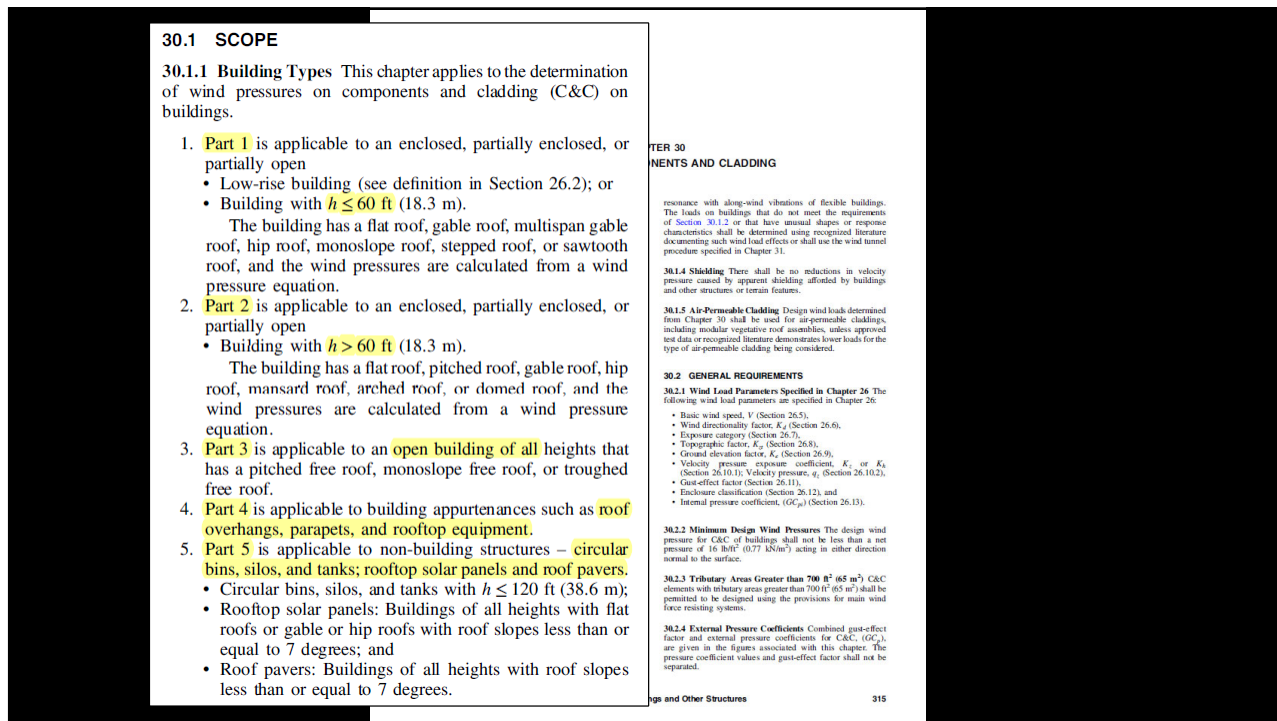 30.1 SCOPE
30.1.1 Building Types This chapter applies to the determination
of wind pressures on components and cladding (C&C) on
buildings.
1. Part 1 is applicable to an enclosed, partially enclosed, or
partially open
• Low-rise building (see definition in Section 26.2); or
• Building with h ≤ 60 ft (18.3 m).
The building has a flat roof, gable roof, multispan gable
roof, hip roof, monoslope roof, stepped roof, or sawtooth
roof, and the wind pressures are calculated from a wind
pressure equation.
2. Part 2 is applicable to an enclosed, partially enclosed, or
partially open
• Building with h > 60 ft (18.3 m).
The building has a flat roof, pitched roof, gable roof, hip
roof, mansard roof, arched roof, or domed roof, and the
wind pressures are calculated from a wind pressure
equation.
3. Part 3 is applicable to an open building of all heights that
has a pitched free roof, monoslope free roof, or troughed
free roof.
4. Part 4 is applicable to building appurtenances such as roof
overhangs, parapets, and rooftop equipment.
5. Part 5 is applicable to non-building structures – circular
bins, silos, and tanks; rooftop solar panels and roof pavers.
• Circular bins, silos, and tanks with h ≤ 120 ft (38.6 m);
• Rooftop solar panels: Buildings of all heights with flat
roofs or gable or hip roofs with roof slopes less than or
equal to 7 degrees; and
• Roof pavers: Buildings of all heights with roof slopes
less than or equal to 7 degrees.
TER 30
NENTS AND CLADDING
resonance with along-wind vibrations of flexible buildings.
The loads on buildings that do not meet the requirements
of Section 30.1.2 or that have unusual shapes or response
characteristics shall be determined using recognized literature
documenting such wind load effects or shall use the wind tunnel
procedure specified in Chapter 31.
30.1.4 Shielding There shall be no reductions in velocity
pressure caused by apparent shielding afforded by buildings
and other structures or terrain features.
30.1.5 Air-Permeable Cladding Design wind loads determined
from Chapter 30 shall be used for air-permeable claddings,
including modular vegetative roof assemblies, unless approved
test data or recognized literature demonstrates lower loads for the
type of air-permeable cladding being considered.
30.2 GENERAL REQUIREMENTS
30.2.1 Wind Load Parameters Specified in Chapter 26 The
following wind load parameters are specified in Chapter 26:
• Basic wind speed, V (Section 26.5),
• Wind directionality factor, Kd (Section 26.6),
• Exposure category (Section 26.7),
• Topographic factor, Kzt (Section 26.8),
• Ground elevation factor, Ke (Section 26.9),
• Velocity pressure exposure coefficient, Kz or Kh
(Section 26.10.1); Velocity pressure, qz (Section 26.10.2),
• Gust-effect factor (Section 26.11),
• Enclosure classification (Section 26.12), and
• Internal pressure coefficient, (GCpi) (Section 26.13).
30.2.2 Minimum Design Wind Pressures The design wind
pressure for C&C of buildings shall not be less than a net
pressure of 16 lb/ft² (0.77 kN/m²) acting in either direction
normal to the surface.
30.2.3 Tributary Areas Greater than 700 ft² (65 m²) C&C
elements with tributary areas greater than 700 ft² (65 m²) shall be
permitted to be designed using the provisions for main wind
force resisting systems.
30.2.4 External Pressure Coefficients Combined gust-effect
factor and external pressure coefficients for C&C, (GCp),
are given in the figures associated with this chapter. The
pressure coefficient values and gust-effect factor shall not be
separated.
ngs and Other Structures 315